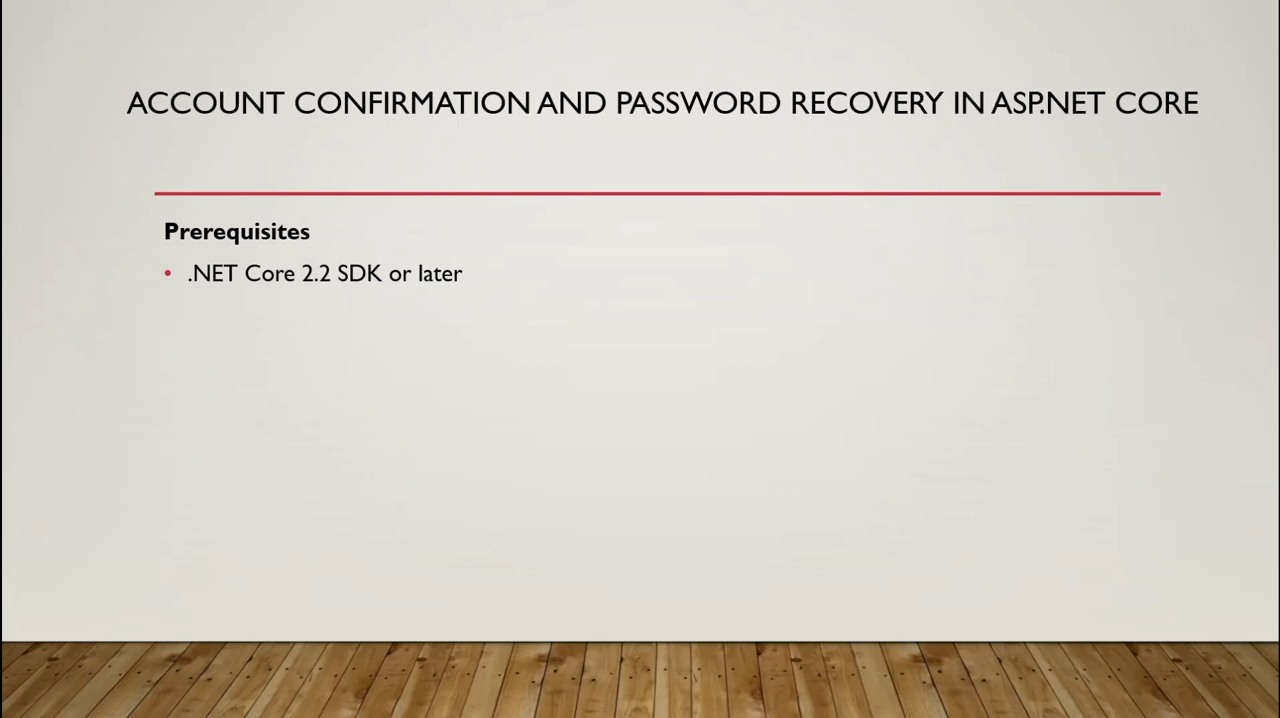 ACCOUNT CONFIRMATION AND PASSWORD RECOVERY IN ASP.NET CORE
Prerequisites
• .NET Core 2.2 SDK or later